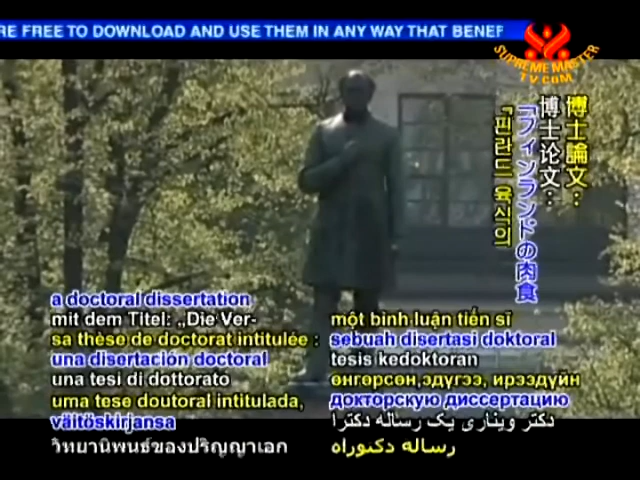 RE FREE TO DOWNLOAD AND USE THEM IN ANY WAY THAT BENEF
SUPREME MASTER
TV.COM
博士論文：
博士论文：
「フィンランドの肉食
『핀란드 육식의
a doctoral dissertation
mit dem Titel: „Die Ver-
sa thèse de doctorat intitulée :
una disertación doctoral
una tesi di dottorato
uma tese doutoral intitulada,
väitöskirjansa
วิทยานิพนธ์ของปริญญาเอก
một bình luận tiến sĩ
sebuah disertasi doktoral
tesis kedoktoran
өнгөрсөн,эдүгээ, ирээдүйн
докторскую диссертацию
دکتر ویناری یک رساله دکترا
رسالة دكتوراه